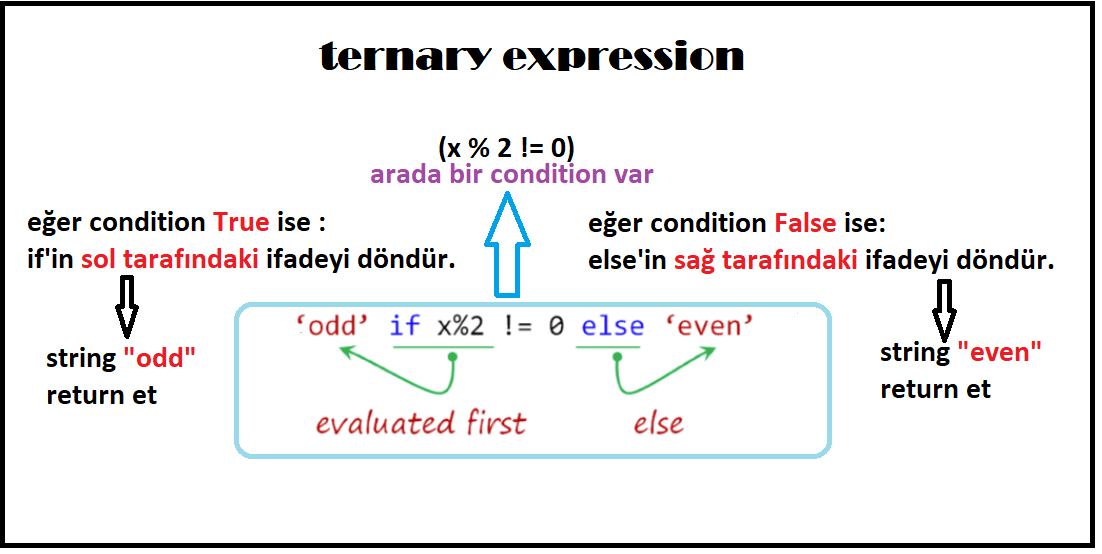 ternary expression
(x % 2 != 0)
arada bir condition var
eğer condition True ise :
if'in sol tarafındaki ifadeyi döndür.
eğer condition False ise:
else'in sağ tarafındaki ifadeyi döndür.
‘odd’ if x%2 != 0 else ‘even’
evaluated first
else
string "odd"
return et
string "even"
return et